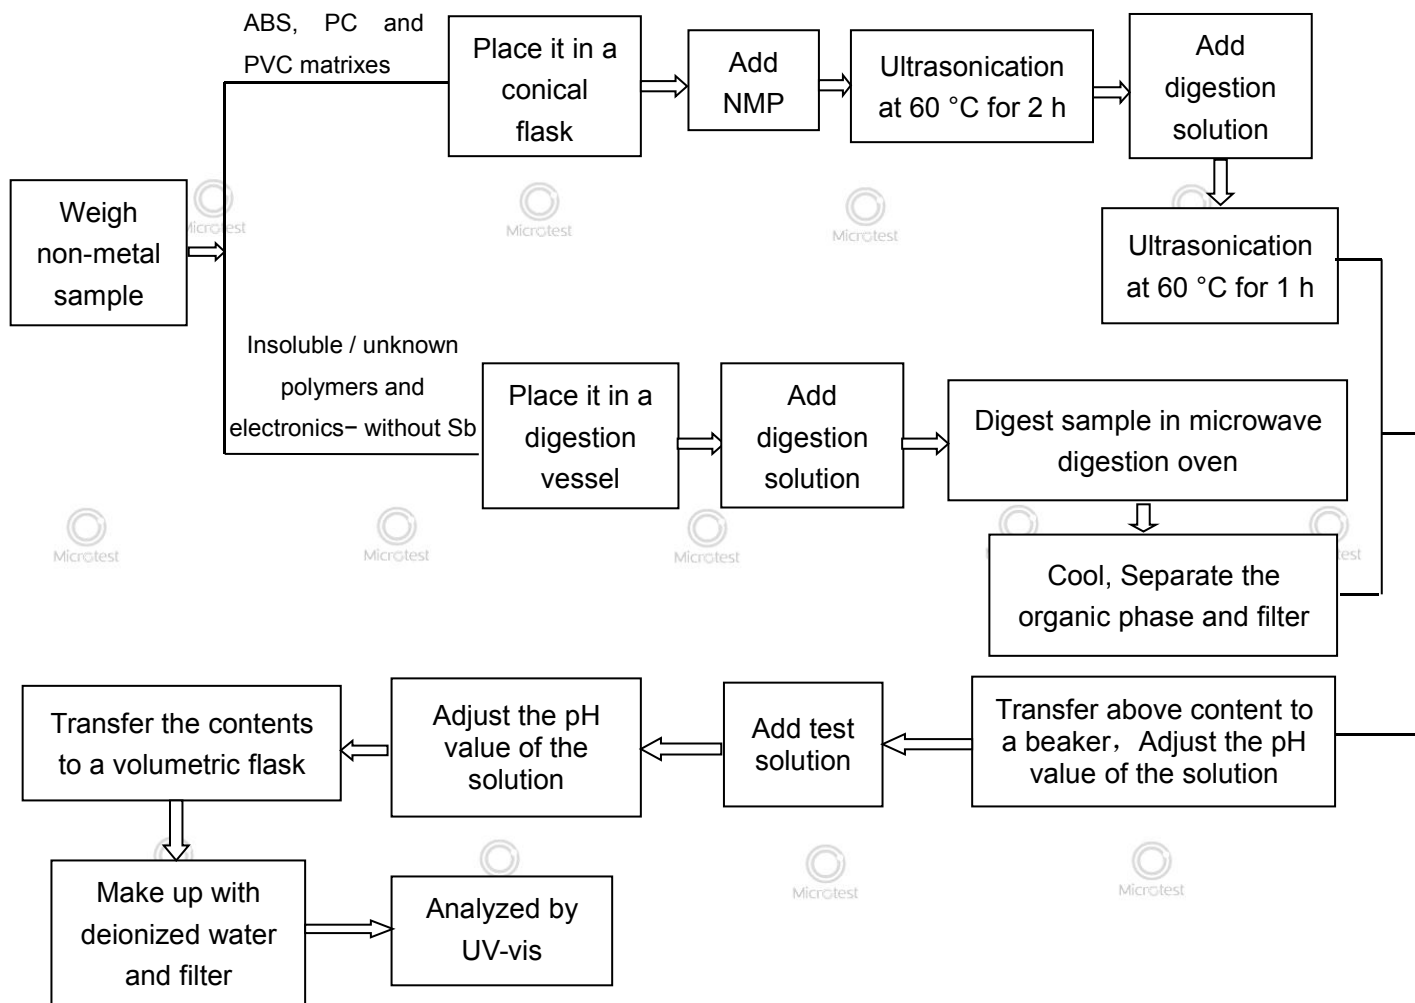 ABS, PC and
PVC matrixes
Place it in a
conical
flask
Add
NMP
Ultrasonication
at 60 °C for 2 h
Add
digestion
solution
Weigh
non-metal
sample
Microtest
Microtest
Microtest
Ultrasonication
at 60 °C for 1 h
Insoluble / unknown
polymers and
electronics− without Sb
Place it in a
digestion
vessel
Add
digestion
solution
Digest sample in microwave
digestion oven
Microtest
Microtest
Microtest
est
Cool, Separate the
organic phase and filter
Transfer above content to
a beaker，Adjust the pH
value of the solution
Add test
solution
Adjust the pH
value of the
solution
Transfer the contents
to a volumetric flask
Make up with
deionized water
and filter
Analyzed by
UV-vis
Microtest
Microtest